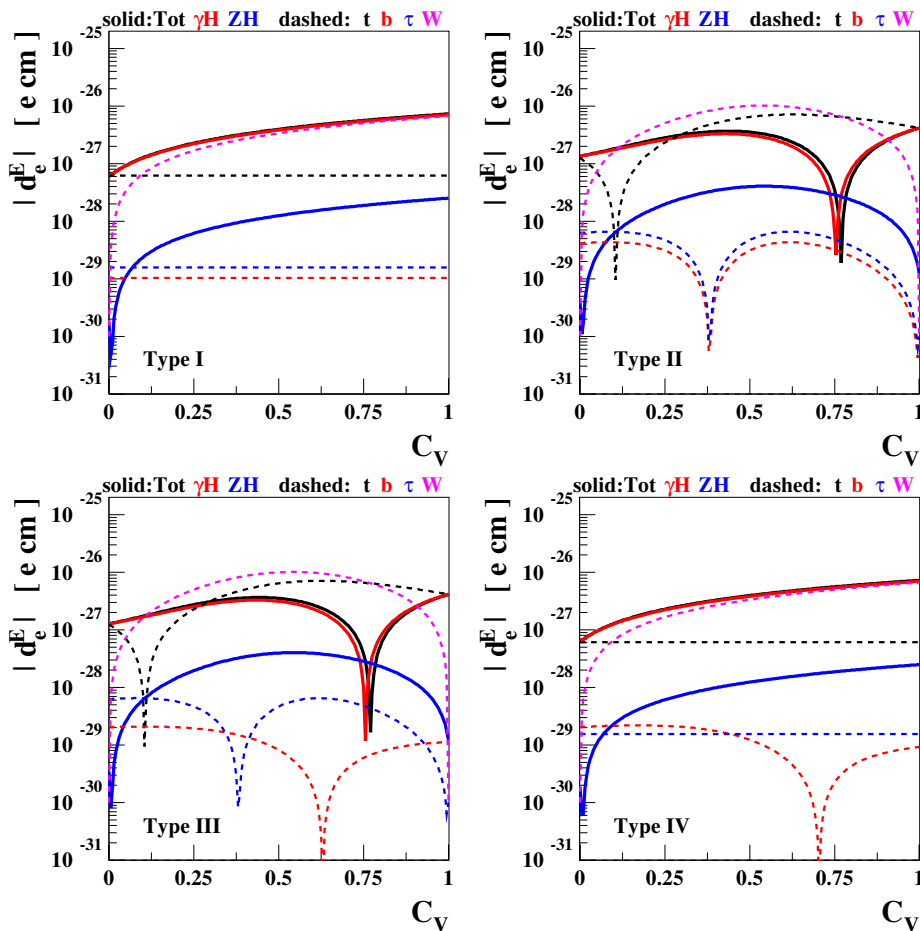 solid:Tot γH ZH dashed: t b τ W
| d_e^E | [ e cm ]
10 -25
10 -26
10 -27
10 -28
10 -29
10 -30
10 -31
Type I
0 0.25 0.5 0.75 1
C_V
solid:Tot γH ZH dashed: t b τ W
| d_e^E | [ e cm ]
10 -25
10 -26
10 -27
10 -28
10 -29
10 -30
10 -31
Type II
0 0.25 0.5 0.75 1
C_V
solid:Tot γH ZH dashed: t b τ W
| d_e^E | [ e cm ]
10 -25
10 -26
10 -27
10 -28
10 -29
10 -30
10 -31
Type III
0 0.25 0.5 0.75 1
C_V
solid:Tot γH ZH dashed: t b τ W
| d_e^E | [ e cm ]
10 -25
10 -26
10 -27
10 -28
10 -29
10 -30
10 -31
Type IV
0 0.25 0.5 0.75 1
C_V